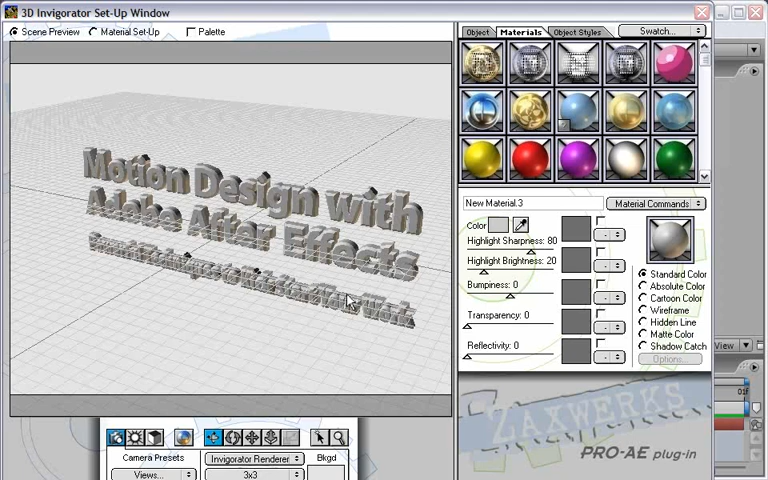 3D Invigorator Set-Up Window
Scene Preview
Material Set-Up
Palette
Object
Materials
Object Styles
Swatch...
Motion Design with
Adobe After Effects
New Material.3
Material Commands
Color
Highlight Sharpness: 80
Highlight Brightness: 20
Bumpiness: 0
Transparency: 0
Reflectivity: 0
Standard Color
Absolute Color
Cartoon Color
Wireframe
Hidden Line
Matte Color
Shadow Catch
Options...
View
01f
ZAXWERKS
PRO-AE plug-in
Camera Presets
Invigorator Renderer
Bkgd
Views...
3x3